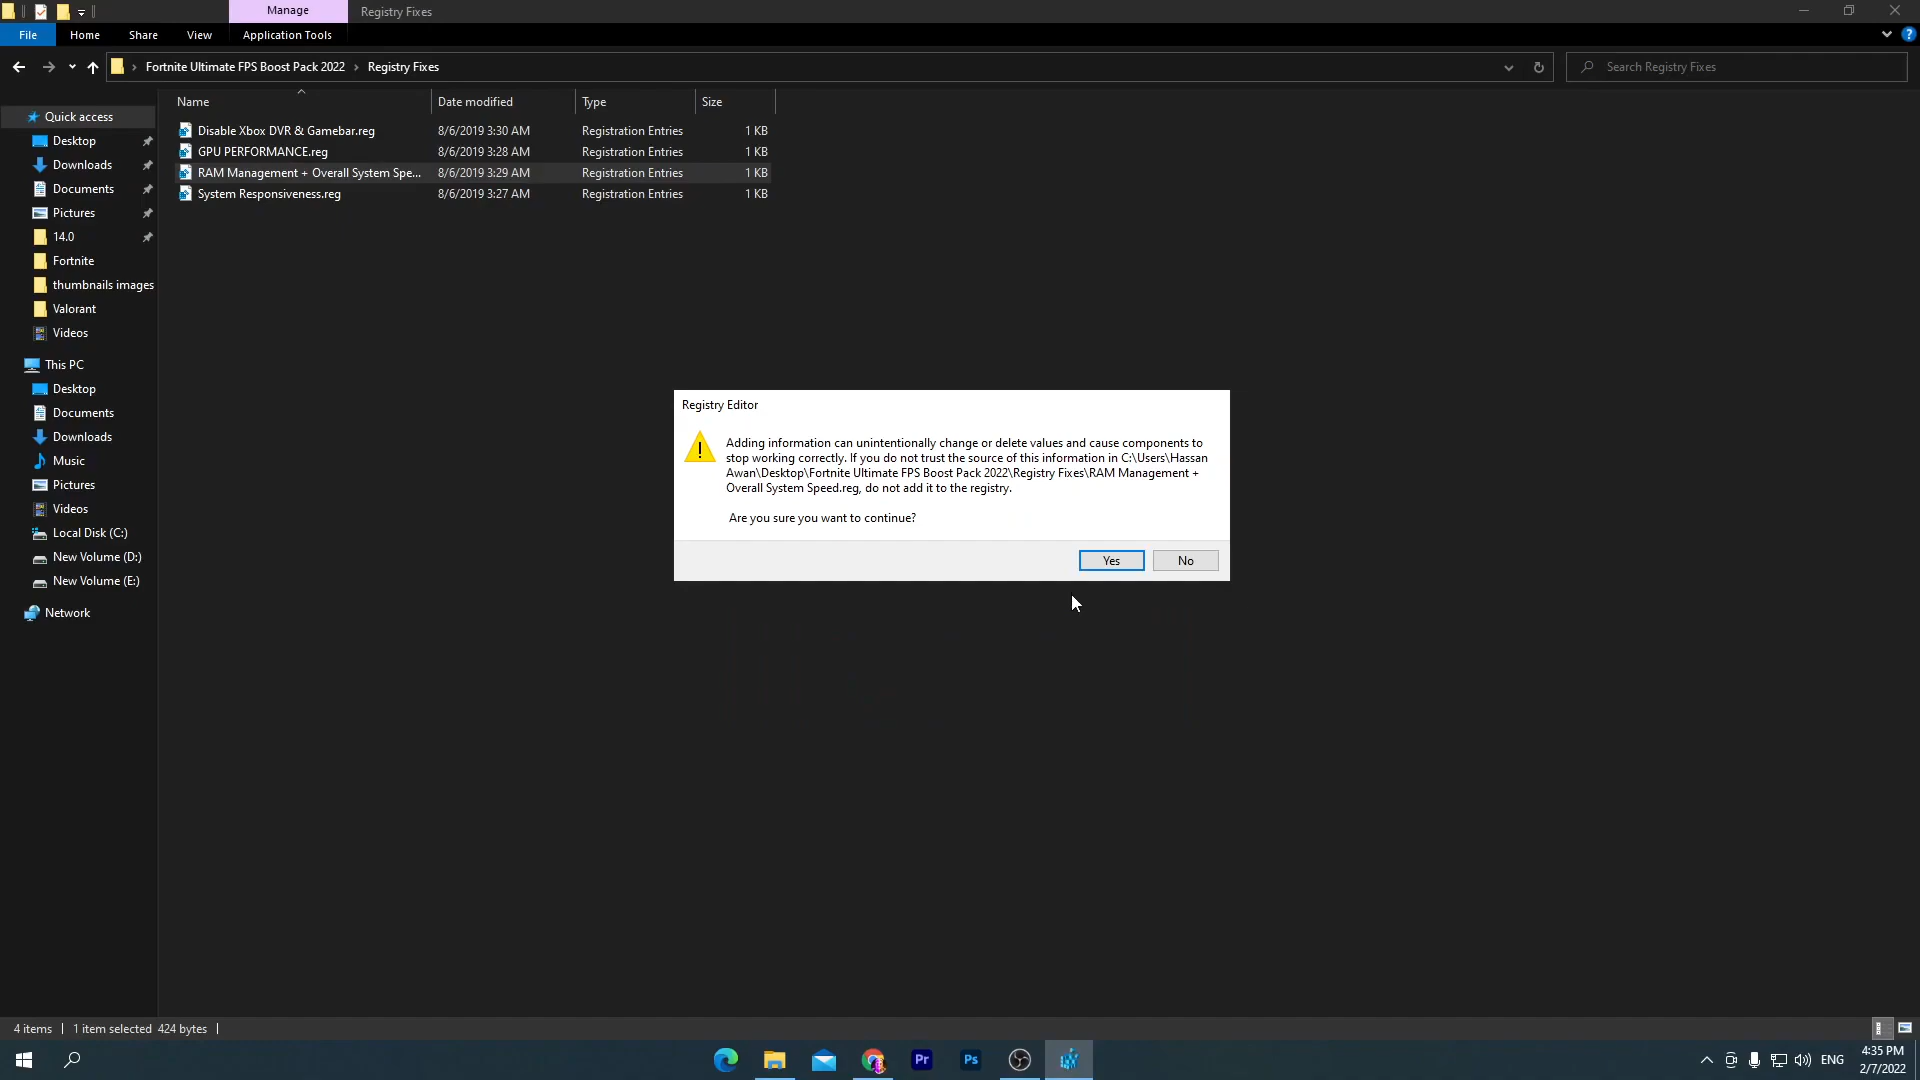 Manage
Registry Fixes
File
Home
Share
View
Application Tools
Fortnite Ultimate FPS Boost Pack 2022 > Registry Fixes
Search Registry Fixes
Name
Date modified
Type
Size
Disable Xbox DVR & Gamebar.reg 8/6/2019 3:30 AM Registration Entries 1 KB
GPU PERFORMANCE.reg 8/6/2019 3:28 AM Registration Entries 1 KB
RAM Management + Overall System Spe... 8/6/2019 3:29 AM Registration Entries 1 KB
System Responsiveness.reg 8/6/2019 3:27 AM Registration Entries 1 KB
Quick access
Desktop
Downloads
Documents
Pictures
14.0
Fortnite
thumbnails images
Valorant
Videos
This PC
Desktop
Documents
Downloads
Music
Pictures
Videos
Local Disk (C:)
New Volume (D:)
New Volume (E:)
Network
Registry Editor
Adding information can unintentionally change or delete values and cause components to
stop working correctly. If you do not trust the source of this information in C:\Users\Hassan
Awan\Desktop\Fortnite Ultimate FPS Boost Pack 2022\Registry Fixes\RAM Management +
Overall System Speed.reg, do not add it to the registry.
Are you sure you want to continue?
Yes
No
4 items
1 item selected 424 bytes
Pr
Ps
ENG
4:35 PM
2/7/2022